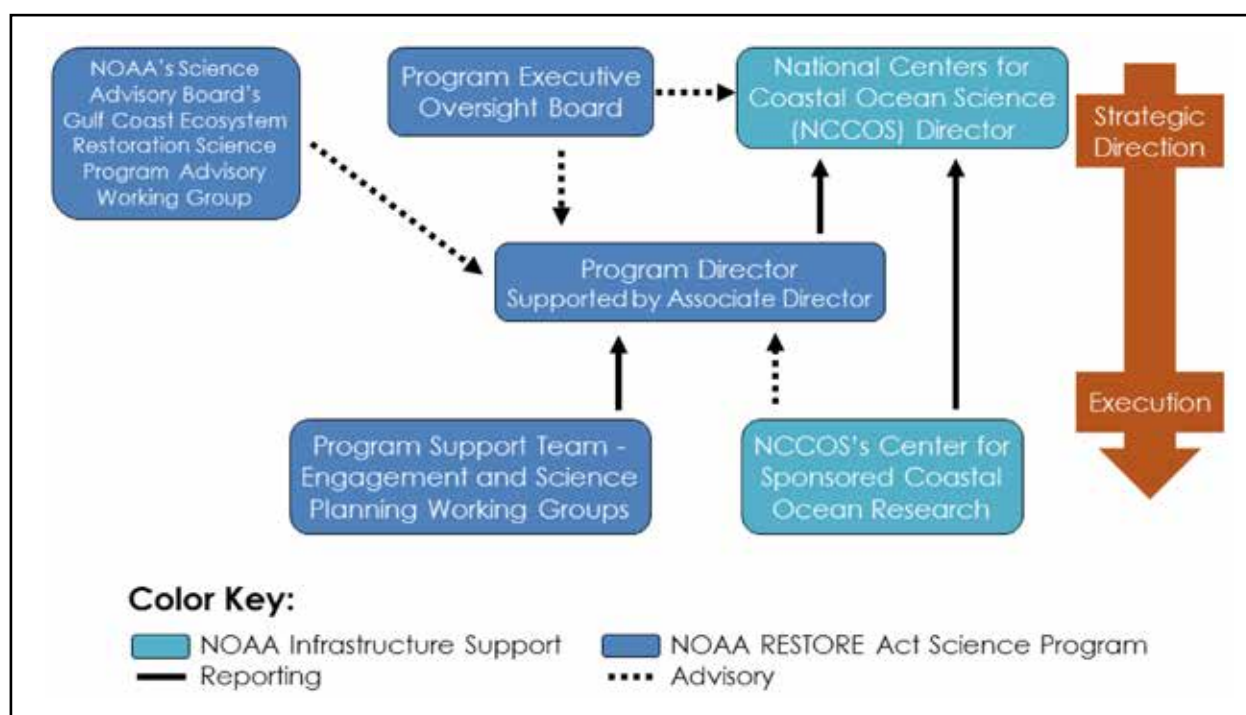 NOAA's Science
Advisory Board's
Gulf Coast Ecosystem
Restoration Science
Program Advisory
Working Group
Program Executive
Oversight Board
National Centers for
Coastal Ocean Science
(NCCOS) Director
Strategic
Direction
Program Director
Supported by Associate Director
Execution
Program Support Team -
Engagement and Science
Planning Working Groups
NCCOS's Center for
Sponsored Coastal
Ocean Research
Color Key:
NOAA Infrastructure Support
NOAA RESTORE Act Science Program
Reporting
Advisory